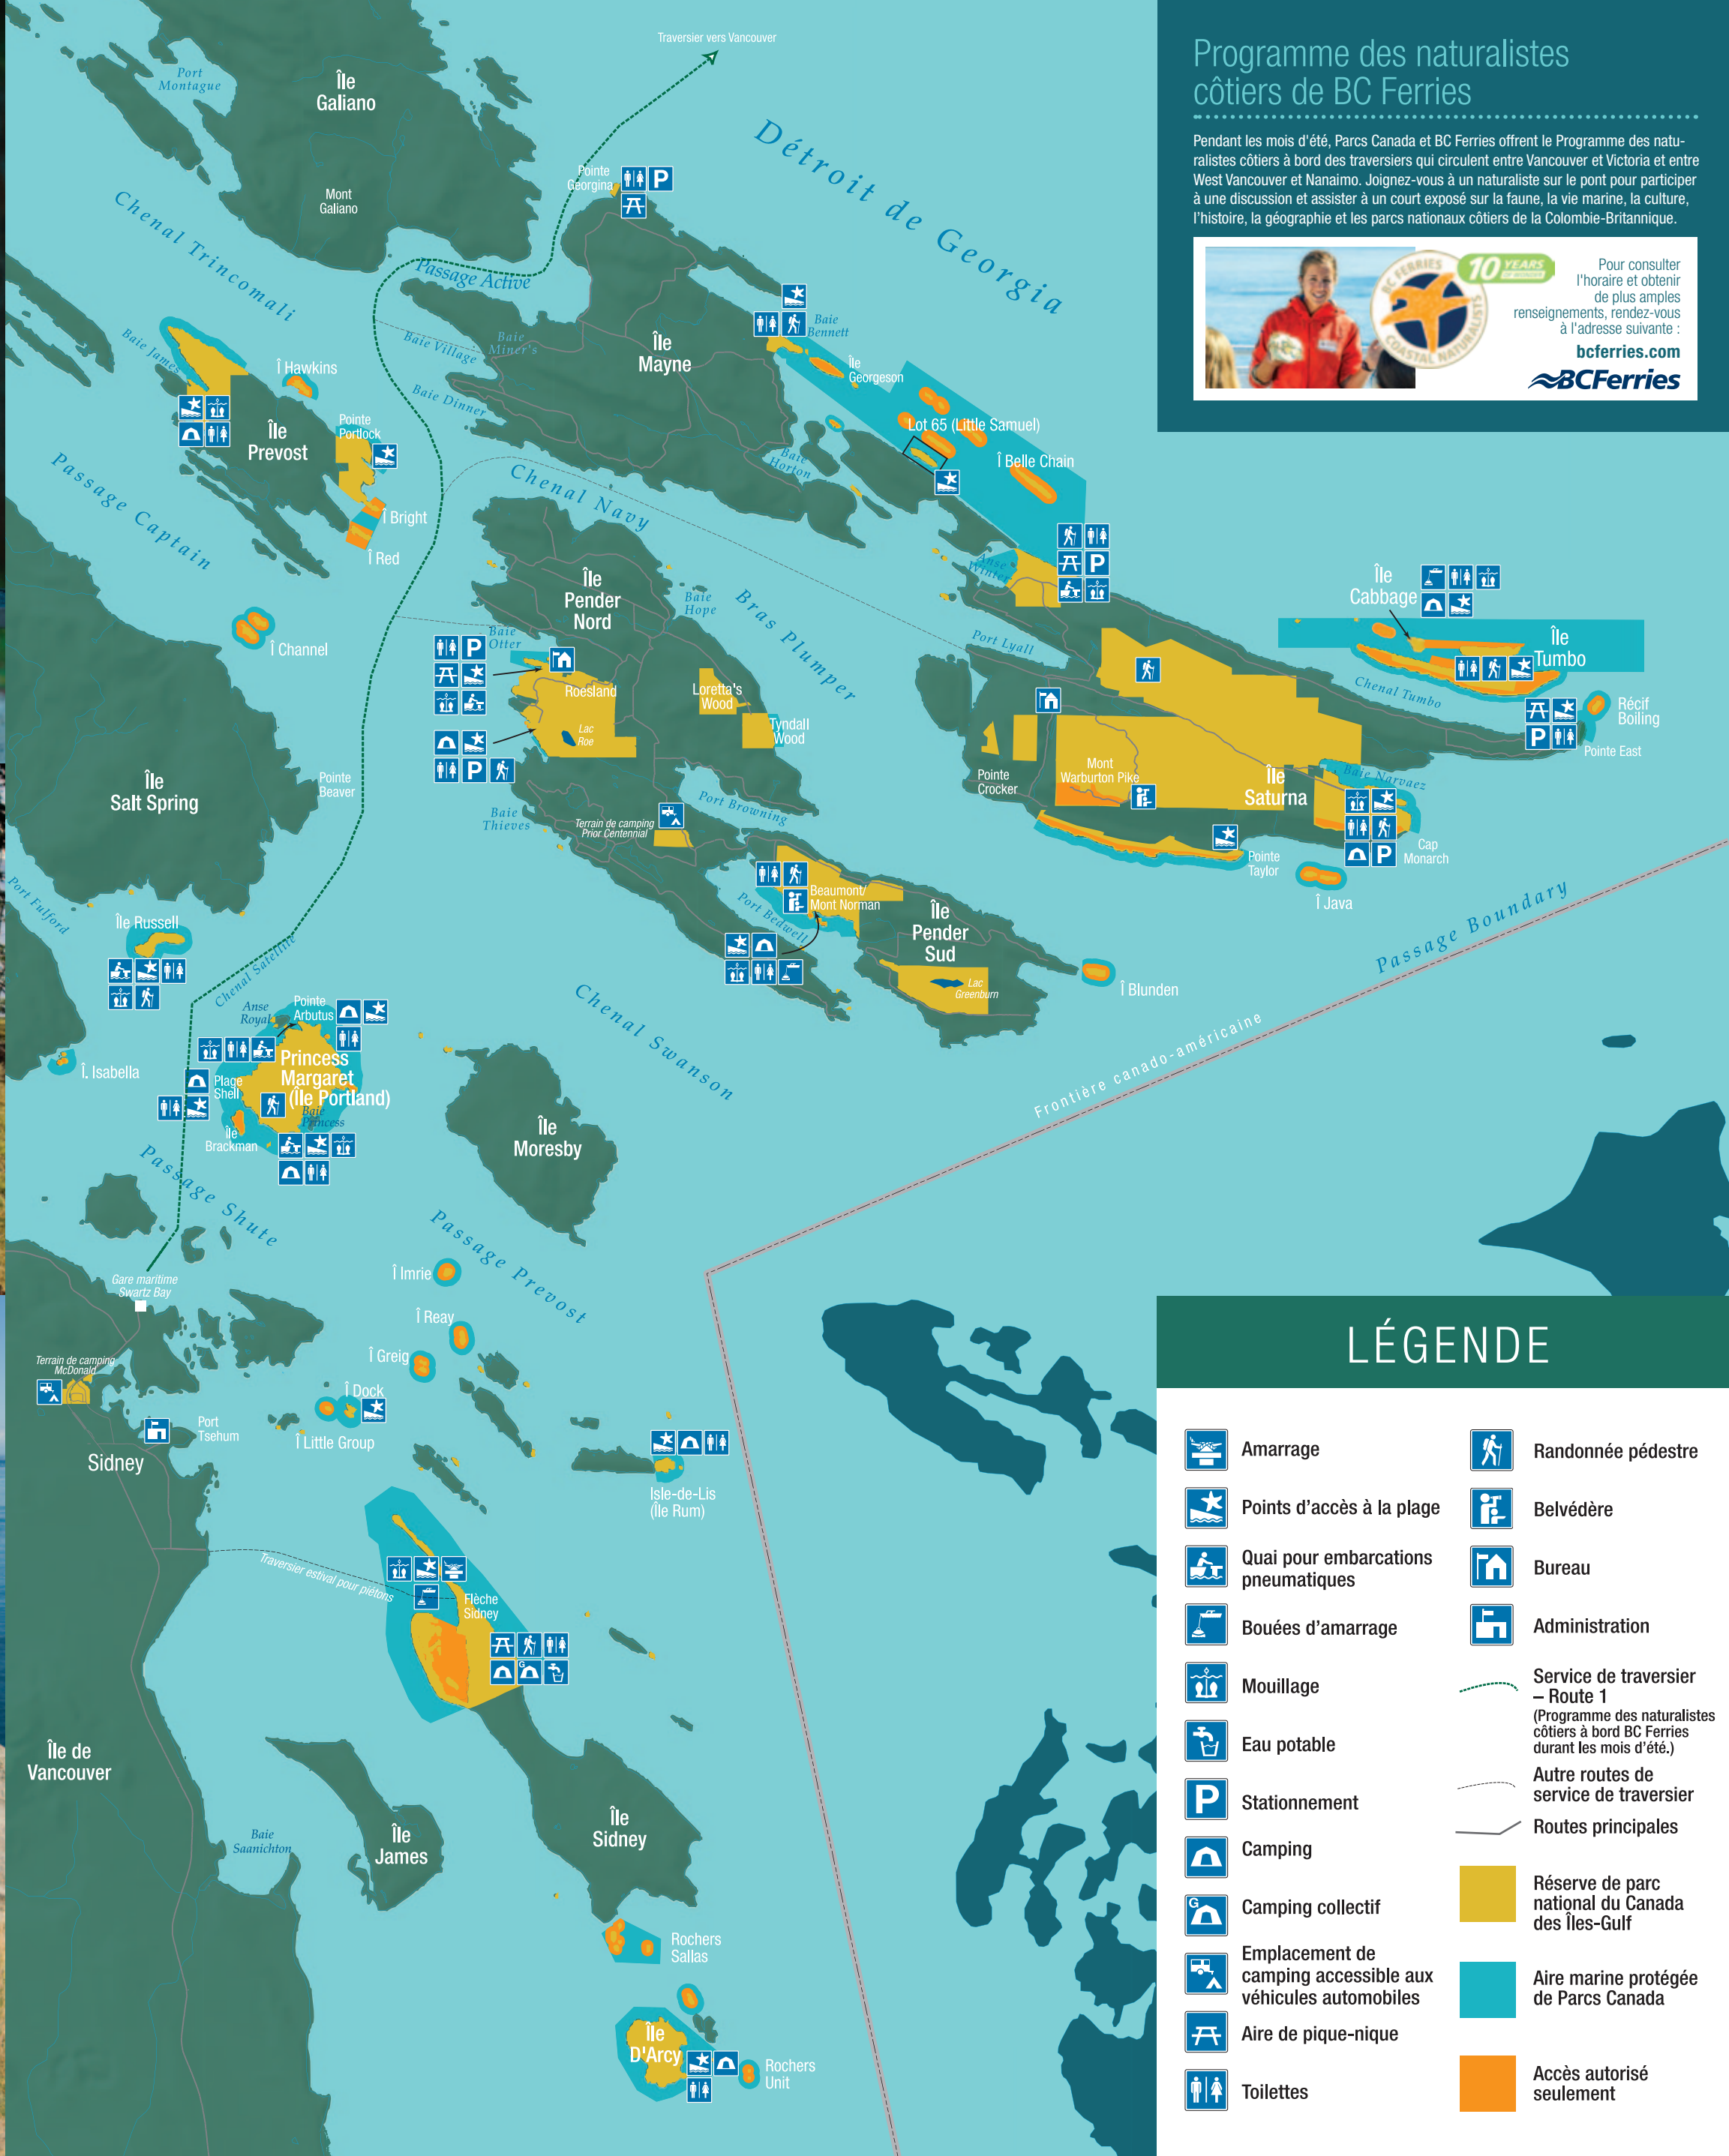 Traversier vers Vancouver
Port
Montague
Île
Galiano
Mont
Galiano
Chenal Trincomali
Passage Active
Pointe
Georgina
P
Détroit de Georgia
Programme des naturalistes
côtiers de BC Ferries
Pendant les mois d'été, Parcs Canada et BC Ferries offrent le Programme des natu-
ralistes côtiers à bord des traversiers qui circulent entre Vancouver et Victoria et entre
West Vancouver et Nanaimo. Joignez-vous à un naturaliste sur le pont pour participer
à une discussion et assister à un court exposé sur la faune, la vie marine, la culture,
l'histoire, la géographie et les parcs nationaux côtiers de la Colombie-Britannique.
BC FERRIES
COASTAL NATURALISTS
10 YEARS
Pour consulter
l'horaire et obtenir
de plus amples
renseignements, rendez-vous
à l'adresse suivante :
bcferries.com
BCFerries
Baie James
Î Hawkins
Île
Prevost
Pointe
Portlock
Î Bright
Î Red
Passage Captain
Baie Village
Baie
Miner's
Baie Dinner
Île
Mayne
Baie
Bennett
Île
Georgeson
Lot 65 (Little Samuel)
Î Belle Chain
Baie
Horton
Chenal Navy
Anse
Winter
P
Île
Cabbage
Île
Tumbo
Chenal Tumbo
Récif
Boiling
P
Pointe East
Î Channel
Île
Pender
Nord
Baie
Hope
Bras Plumper
Port Lyall
Baie
Otter
P
Roesland
Lac
Roe
P
Loretta's
Wood
Tyndall
Wood
Île
Salt Spring
Pointe
Beaver
Baie
Thieves
Terrain de camping
Prior Centennial
Port Browning
Pointe
Crocker
Mont
Warburton Pike
Île
Saturna
Baie Narvaez
P
Cap
Monarch
Pointe
Taylor
Î Java
Passage Boundary
Port Fulford
Île Russell
Chenal Satellite
Beaumont/
Mont Norman
Port Bedwell
Île
Pender
Sud
Lac
Greenburn
Î Blunden
Frontière canado-américaine
Chenal Swanson
Î. Isabella
Anse
Royal
Pointe
Arbutus
Princess
Margaret
(Île Portland)
Plage
Shell
Baie
Princess
Île
Brackman
Île
Moresby
Passage Shute
Passage Prevost
Gare maritime
Swartz Bay
Î Imrie
Î Reay
Î Greig
Î Dock
Î Little Group
Terrain de camping
McDonald
Port
Tsehum
Sidney
Isle-de-Lis
(Île Rum)
Traversier estival pour piétons
Flèche
Sidney
G
Île de
Vancouver
Baie
Saanichton
Île
James
Île
Sidney
Rochers
Sallas
Île
D'Arcy
Rochers
Unit
LÉGENDE
Amarrage
Points d'accès à la plage
Quai pour embarcations
pneumatiques
Bouées d'amarrage
Mouillage
Eau potable
P
Stationnement
Camping
G
Camping collectif
Emplacement de
camping accessible aux
véhicules automobiles
Aire de pique-nique
Toilettes
Randonnée pédestre
Belvédère
Bureau
Administration
Service de traversier
– Route 1
(Programme des naturalistes
côtiers à bord BC Ferries
durant les mois d'été.)
Autre routes de
service de traversier
Routes principales
Réserve de parc
national du Canada
des Îles-Gulf
Aire marine protégée
de Parcs Canada
Accès autorisé
seulement